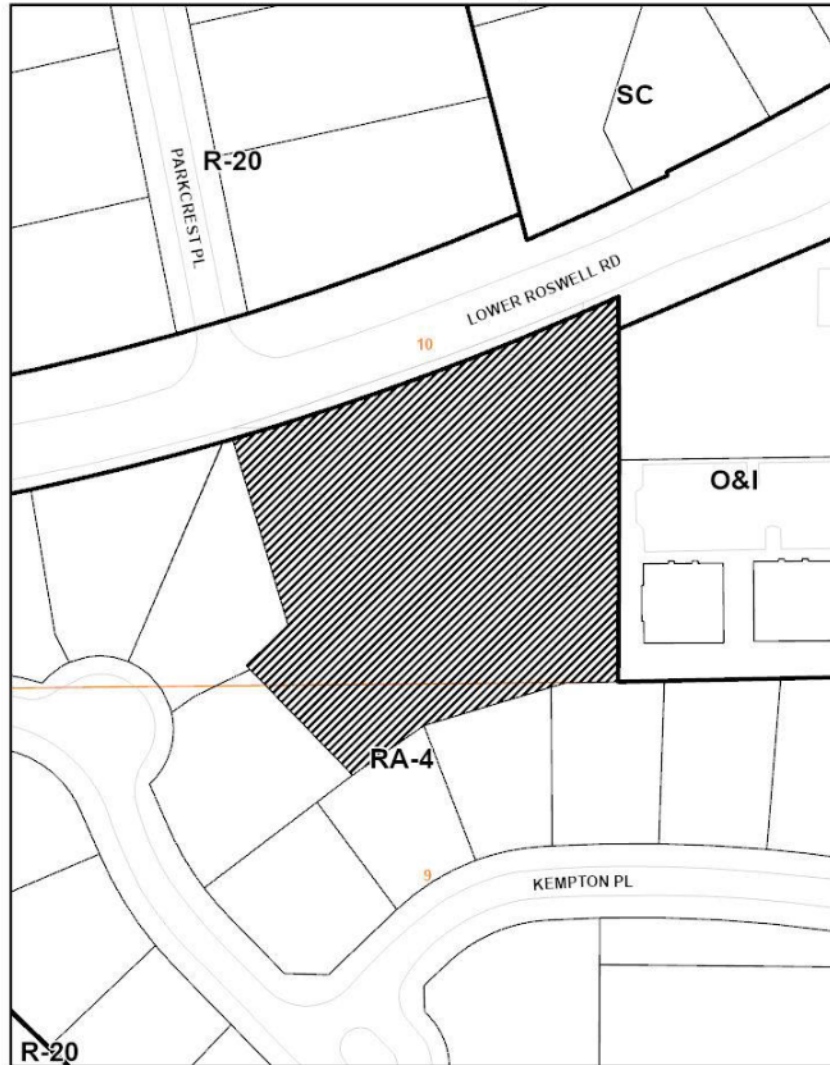 SC
R-20
PARKCREST PL
LOWER ROSWELL RD
10
O&I
RA-4
9
KEMPTON PL
R-20